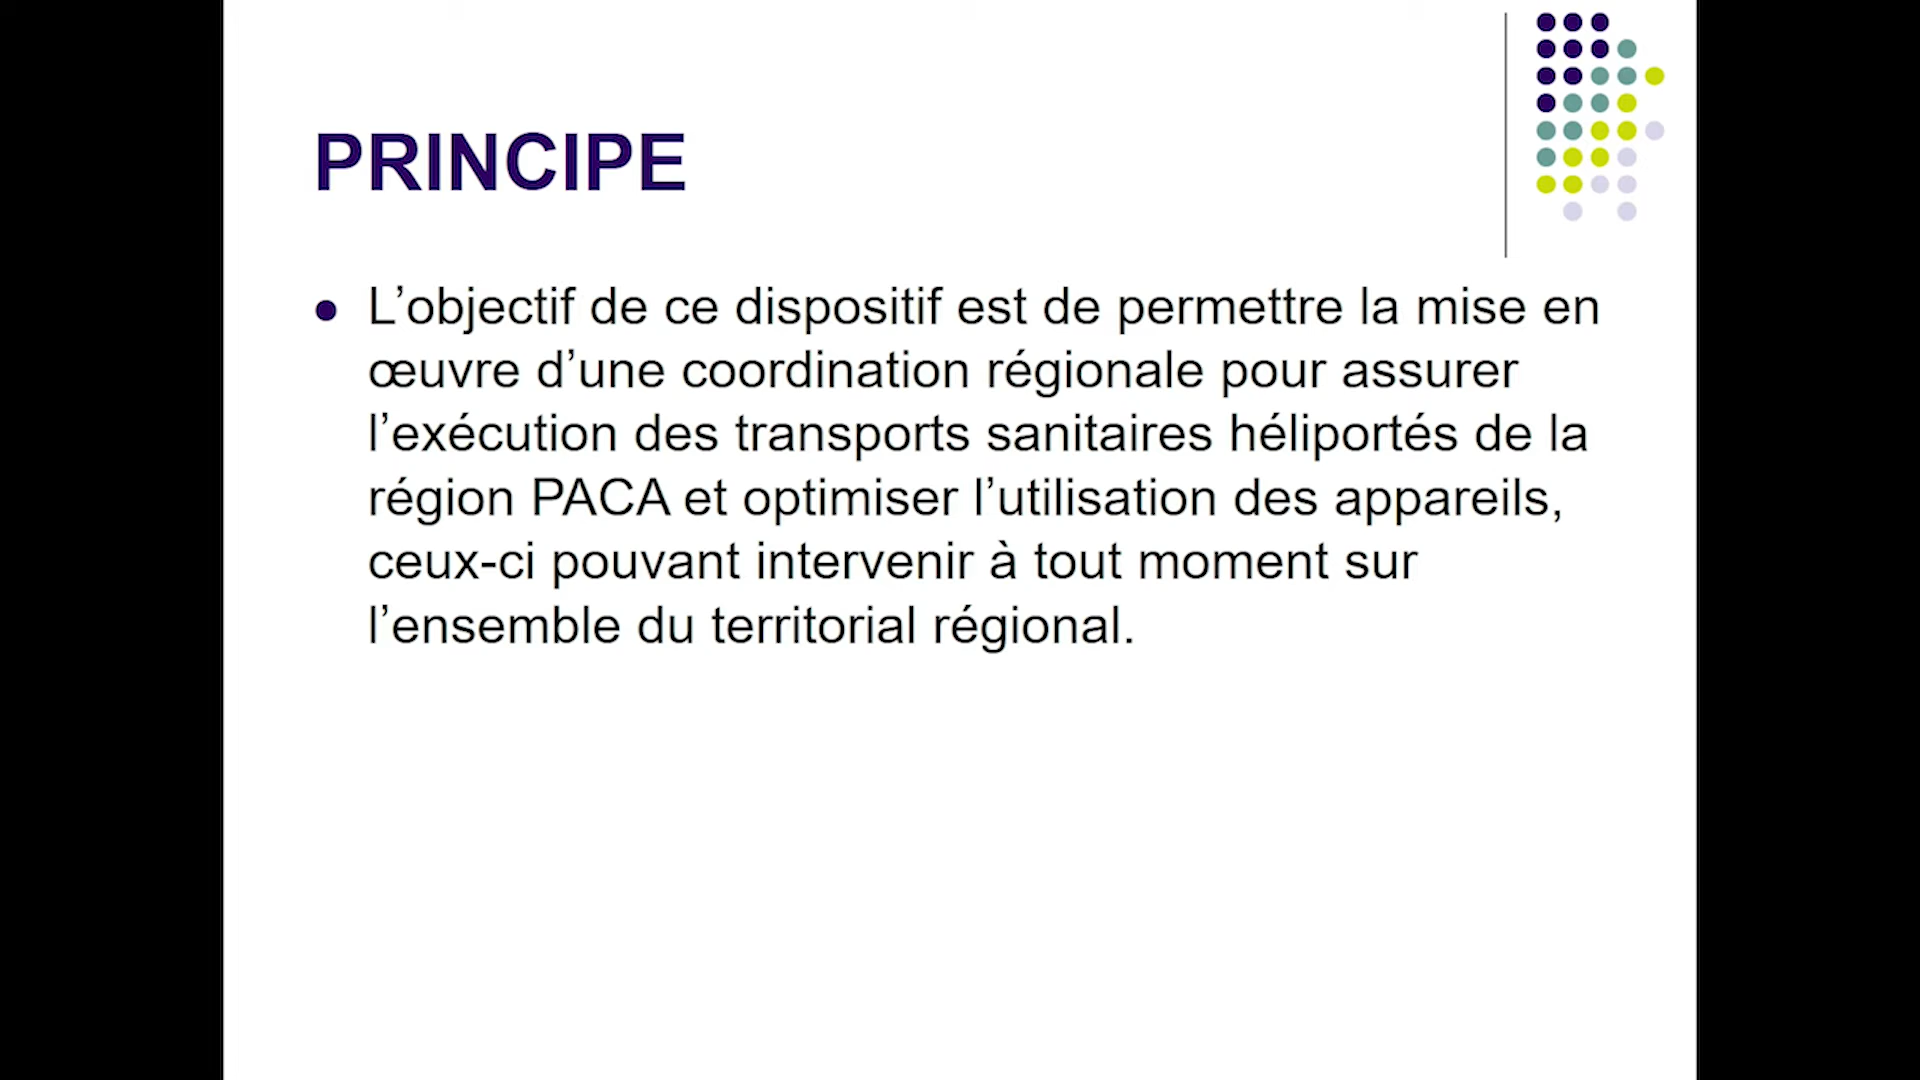 PRINCIPE
● L’objectif de ce dispositif est de permettre la mise en
œuvre d’une coordination régionale pour assurer
l’exécution des transports sanitaires héliportés de la
région PACA et optimiser l’utilisation des appareils,
ceux-ci pouvant intervenir à tout moment sur
l’ensemble du territorial régional.